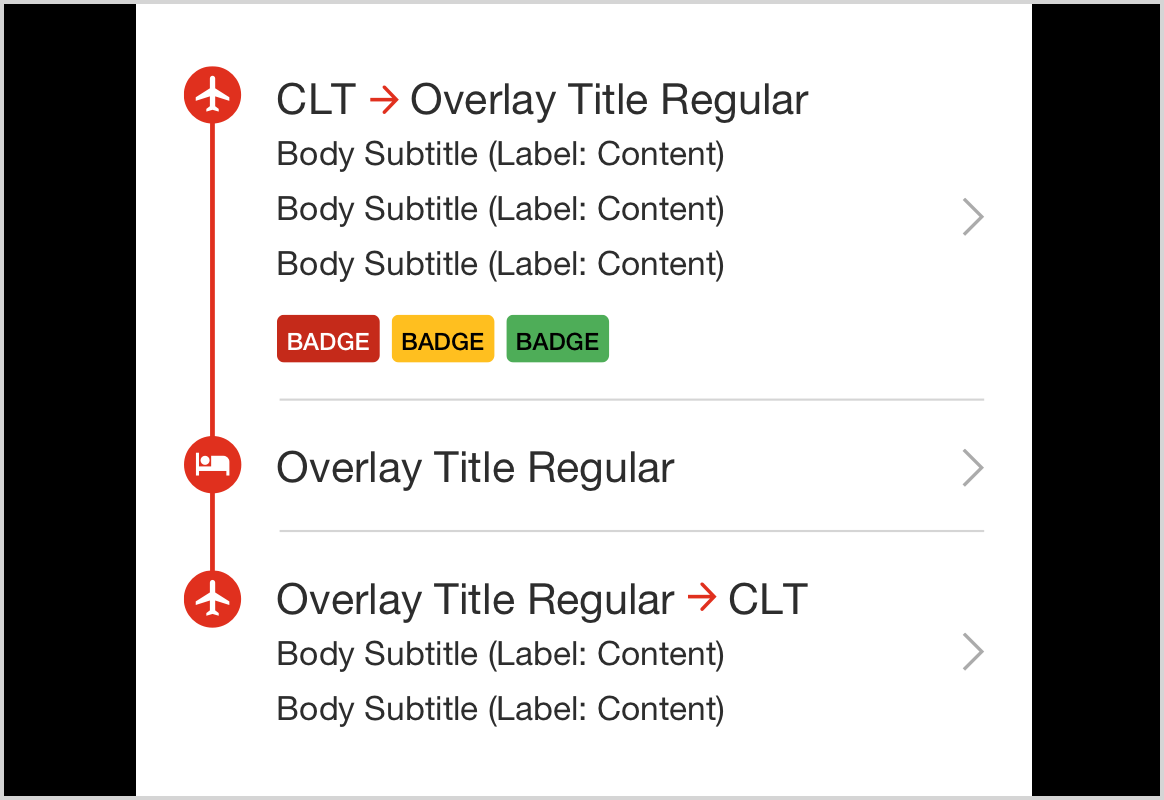 CLT → Overlay Title Regular
Body Subtitle (Label: Content)
Body Subtitle (Label: Content)
Body Subtitle (Label: Content)
BADGE BADGE BADGE
Overlay Title Regular
Overlay Title Regular → CLT
Body Subtitle (Label: Content)
Body Subtitle (Label: Content)